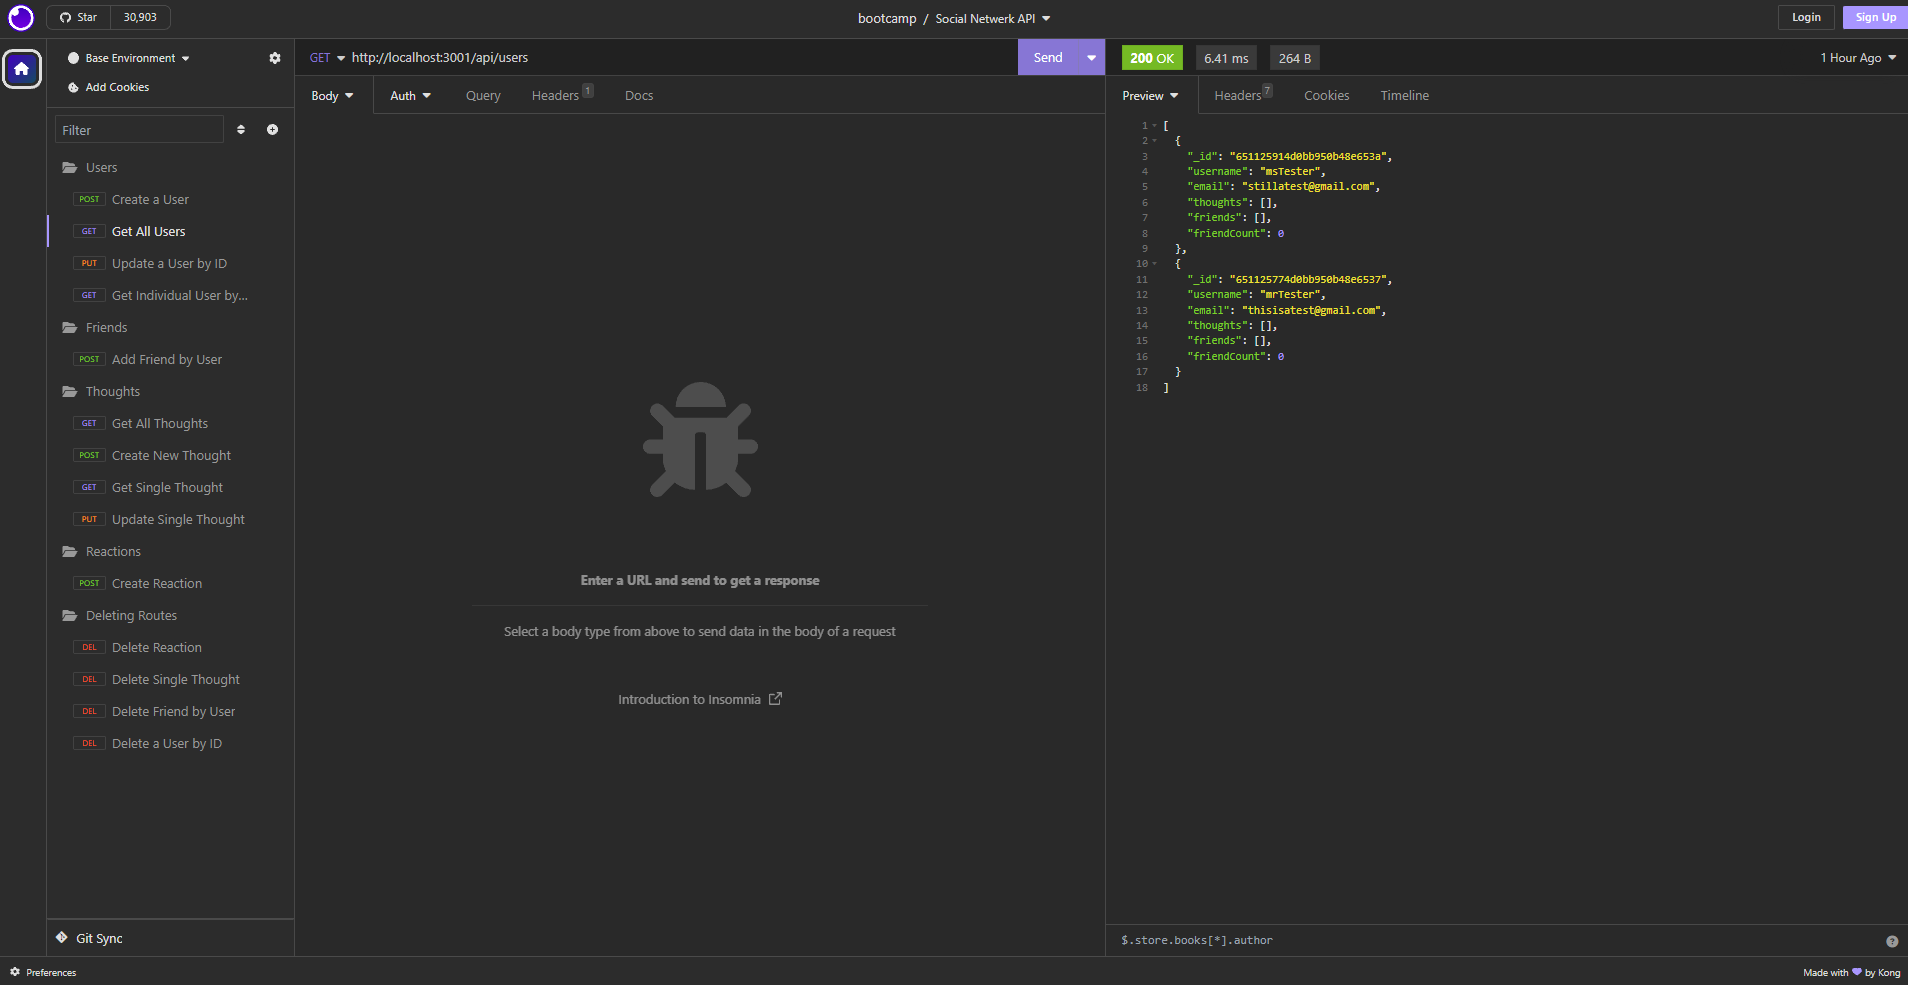 Star 30,903
bootcamp / Social Netwerk API
Login Sign Up
Base Environment
Add Cookies
Filter
Users
POST Create a User
GET Get All Users
PUT Update a User by ID
GET Get Individual User by...
Friends
POST Add Friend by User
Thoughts
GET Get All Thoughts
POST Create New Thought
GET Get Single Thought
PUT Update Single Thought
Reactions
POST Create Reaction
Deleting Routes
DEL Delete Reaction
DEL Delete Single Thought
DEL Delete Friend by User
DEL Delete a User by ID
Git Sync
Preferences
GET http://localhost:3001/api/users Send
Body Auth Query Headers 1 Docs
Enter a URL and send to get a response
Select a body type from above to send data in the body of a request
Introduction to Insomnia
200 OK 6.41 ms 264 B 1 Hour Ago
Preview Headers 7 Cookies Timeline
1 [
2 {
3 "_id": "651125914d0bb950b48e653a",
4 "username": "msTester",
5 "email": "stillatest@gmail.com",
6 "thoughts": [],
7 "friends": [],
8 "friendCount": 0
9 },
10 {
11 "_id": "651125774d0bb950b48e6537",
12 "username": "mrTester",
13 "email": "thisisatest@gmail.com",
14 "thoughts": [],
15 "friends": [],
16 "friendCount": 0
17 }
18 ]
$.store.books[*].author
Made with 💜 by Kong